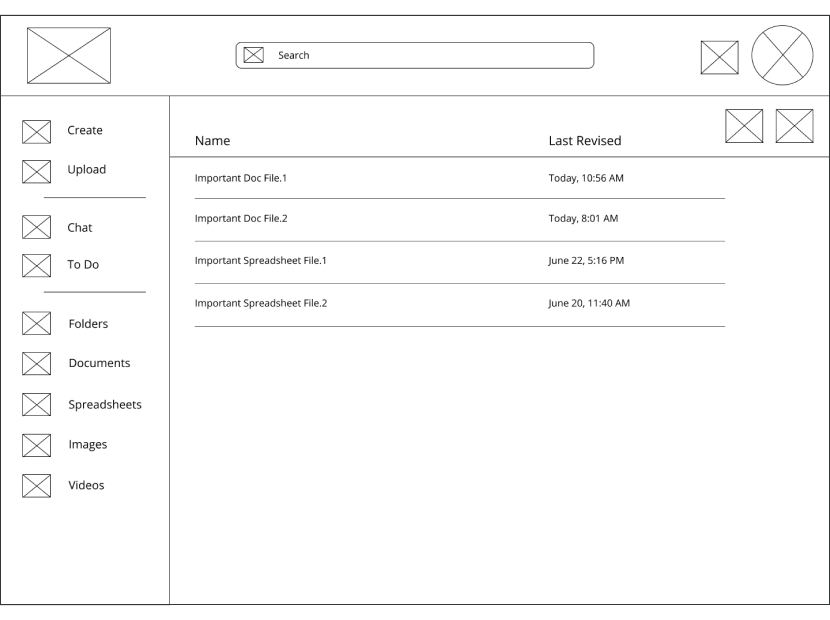 Search
Create
Upload
Chat
To Do
Folders
Documents
Spreadsheets
Images
Videos
Name Last Revised
Important Doc File.1 Today, 10:56 AM
Important Doc File.2 Today, 8:01 AM
Important Spreadsheet File.1 June 22, 5:16 PM
Important Spreadsheet File.2 June 20, 11:40 AM